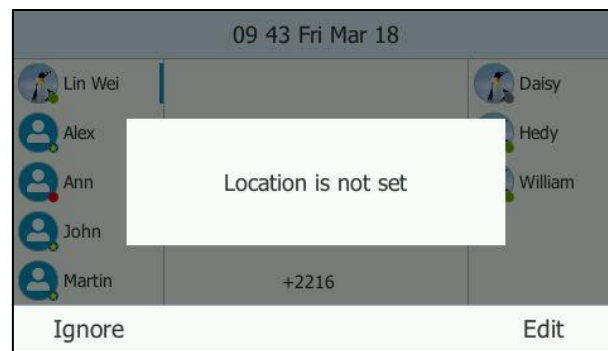 09 43 Fri Mar 18
Lin Wei
Daisy
Alex
Hedy
Ann
Location is not set
William
John
Martin
+2216
Ignore
Edit